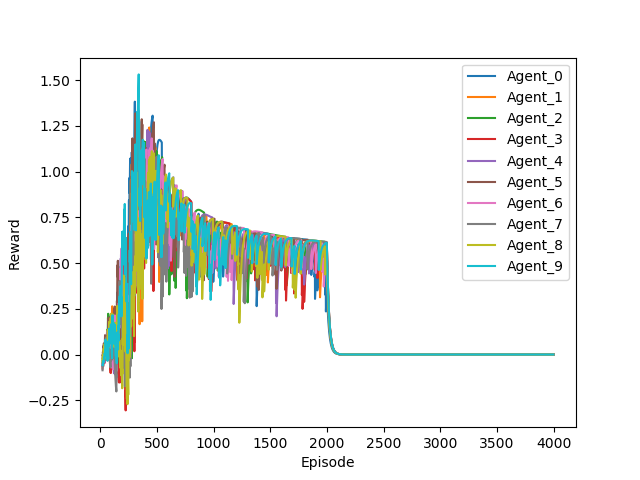 1.50
1.25
1.00
0.75
0.50
0.25
0.00
−0.25
Reward
0 500 1000 1500 2000 2500 3000 3500 4000
Episode
Agent_0
Agent_1
Agent_2
Agent_3
Agent_4
Agent_5
Agent_6
Agent_7
Agent_8
Agent_9